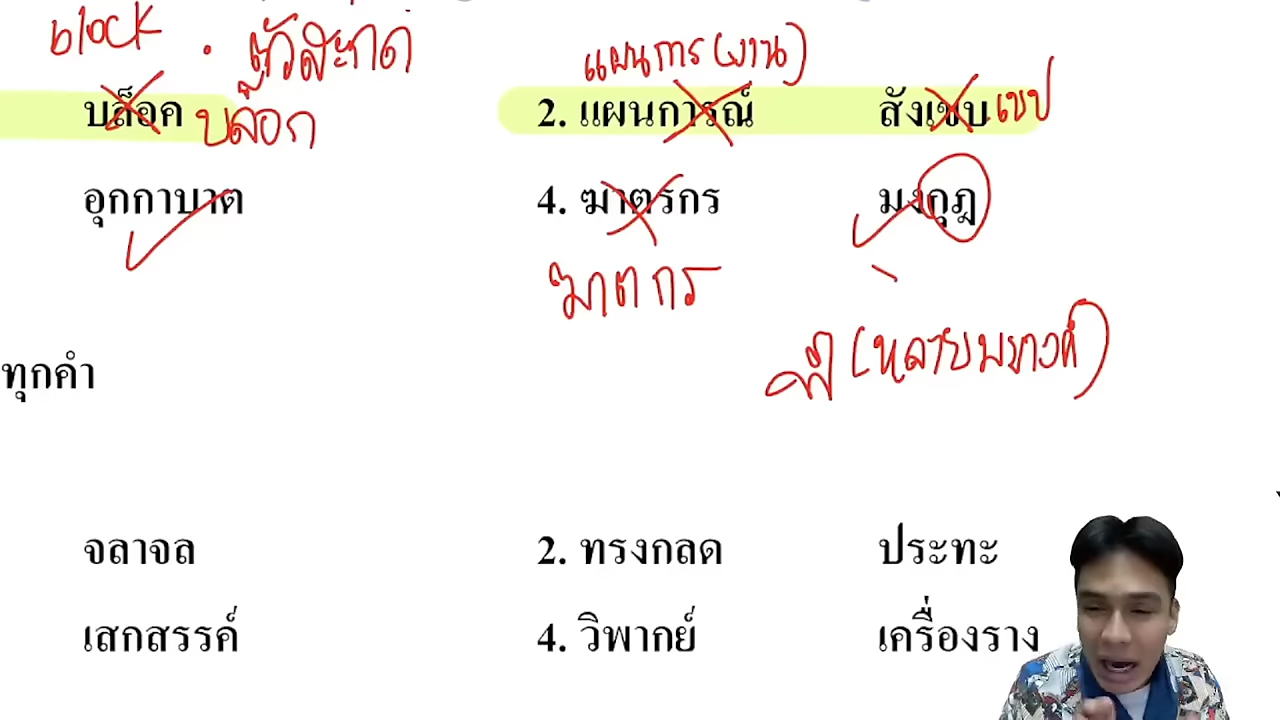 block · ตัวสะกด
แผนการ (งาน)
บล็อค บล็อก 2. แผนการณ์ สังเขบ เขป
อุกกาบาต 4. ฆาตรกร มงกุฎ
ฆาตกร
(หลายพยางค์)
ทุกคำ
จลาจล 2. ทรงกลด ประทะ
เสกสรรค์ 4. วิพากย์ เครื่องราง